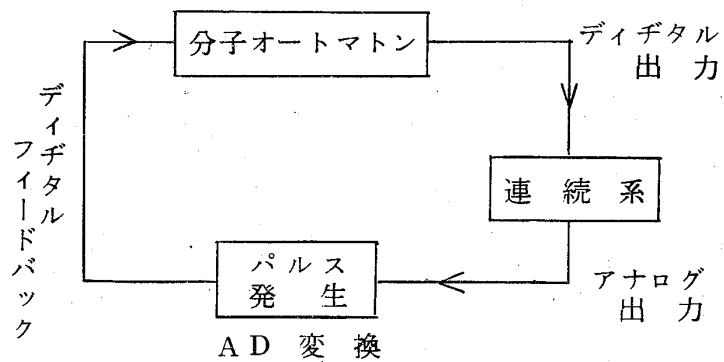 分子オートマトン
ディヂタル
出力
連続系
アナログ
出力
パルス
発生
AD変換
ディヂタル
フィードバック